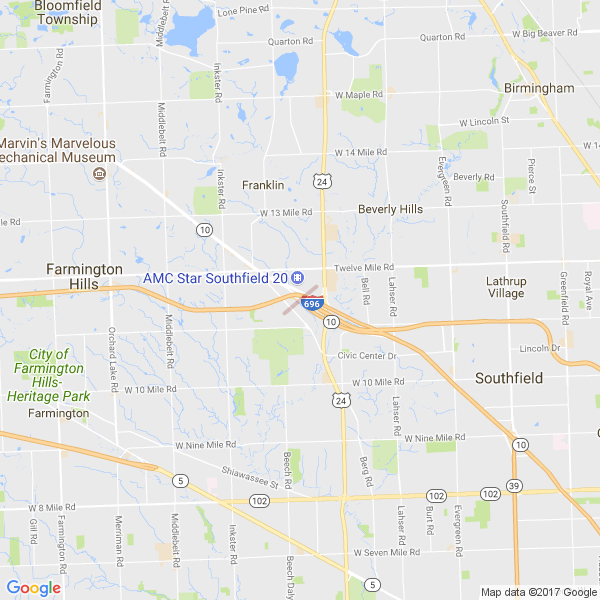 Bloomfield
Township
Lone Pine Rd
W Big Beaver Rd
Quarton Rd
Quarton Rd
Farmington Rd
Middlebelt Rd
Inkster Rd
W Maple Rd
Birmingham
W Lincoln St
Marvin's Marvelous
Mechanical Museum
W 14 Mile Rd
Evergreen Rd
Pierce St
Inkster Rd
Franklin
24
Beverly Rd
W 13 Mile Rd
Beverly Hills
Southfield Rd
10
Farmington
Hills
AMC Star Southfield 20
Twelve Mile Rd
Bell Rd
Lahser Rd
Lathrup
Village
Greenfield Rd
Royal Ave
696
10
Orchard Lake Rd
Middlebelt Rd
Civic Center Dr
Lincoln Dr
City of
Farmington
Hills-
Heritage Park
W 10 Mile Rd
W 10 Mile Rd
Southfield
Farmington
24
Lahser Rd
W Nine Mile Rd
W Nine Mile Rd
10
Shiawassee St
Beech Rd
Berg Rd
5
39
W 8 Mile Rd
102
102
102
102
Gill Rd
Farmington Rd
Merriman Rd
Middlebelt Rd
Inkster Rd
Beech Daly
Lahser Rd
Burt Rd
Evergreen Rd
W Seven Mile Rd
5
Google
Map data ©2017 Google